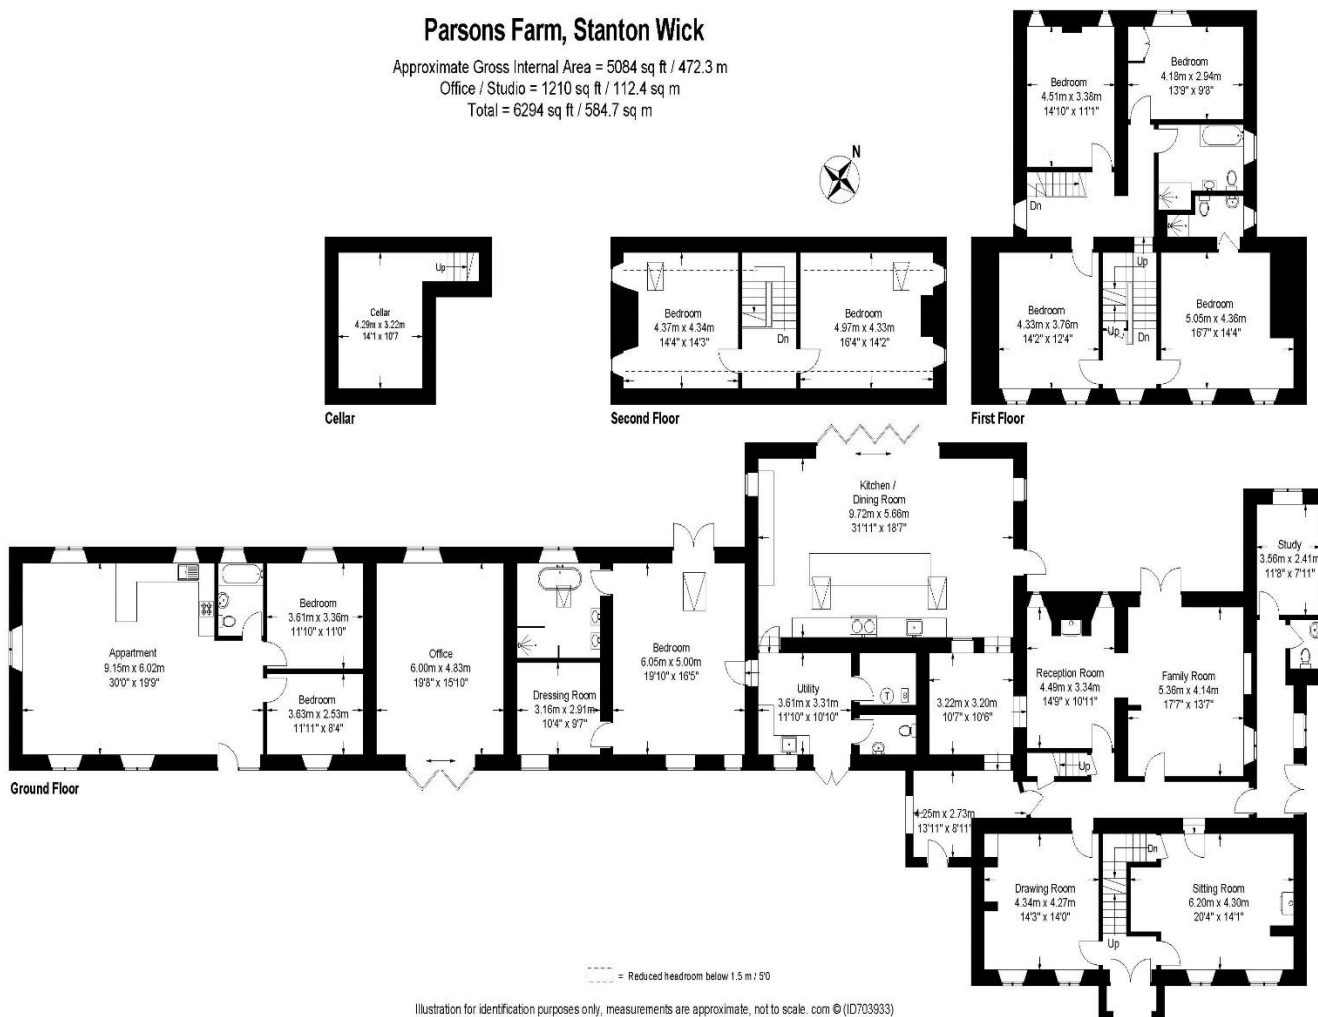 Parsons Farm, Stanton Wick
Approximate Gross Internal Area = 5084 sq ft / 472.3 m
Office / Studio = 1210 sq ft / 112.4 sq m
Total = 6294 sq ft / 584.7 sq m
N
Up
Cellar
4.29m x 3.22m
14'1 x 10'7
Cellar
Bedroom
4.37m x 4.34m
14'4" x 14'3"
Dn
Bedroom
4.97m x 4.33m
16'4" x 14'2"
Second Floor
Bedroom
4.51m x 3.38m
14'10" x 11'1"
Bedroom
4.18m x 2.94m
13'9" x 9'8"
Dn
Up
Bedroom
4.33m x 3.76m
14'2" x 12'4"
Up
Dn
Bedroom
5.05m x 4.36m
16'7" x 14'4"
First Floor
Appartment
9.15m x 6.02m
30'0" x 19'9"
Bedroom
3.61m x 3.36m
11'10" x 11'0"
Bedroom
3.63m x 2.53m
11'11" x 8'4"
Office
6.00m x 4.83m
19'8" x 15'10"
Dressing Room
3.16m x 2.91m
10'4" x 9'7"
Bedroom
6.05m x 5.00m
19'10" x 16'5"
Kitchen /
Dining Room
9.72m x 5.66m
31'11" x 18'7"
Utility
3.61m x 3.31m
11'10" x 10'10"
T
3.22m x 3.20m
10'7" x 10'6"
Reception Room
4.49m x 3.34m
14'9" x 10'11"
Family Room
5.36m x 4.14m
17'7" x 13'7"
Study
3.56m x 2.41m
11'8" x 7'11"
Up
4.25m x 2.73m
13'11" x 8'11"
Drawing Room
4.34m x 4.27m
14'3" x 14'0"
Dn
Up
Sitting Room
6.20m x 4.30m
20'4" x 14'1"
Ground Floor
= Reduced headroom below 1.5 m / 5'0
Illustration for identification purposes only, measurements are approximate, not to scale. com © (ID703933)